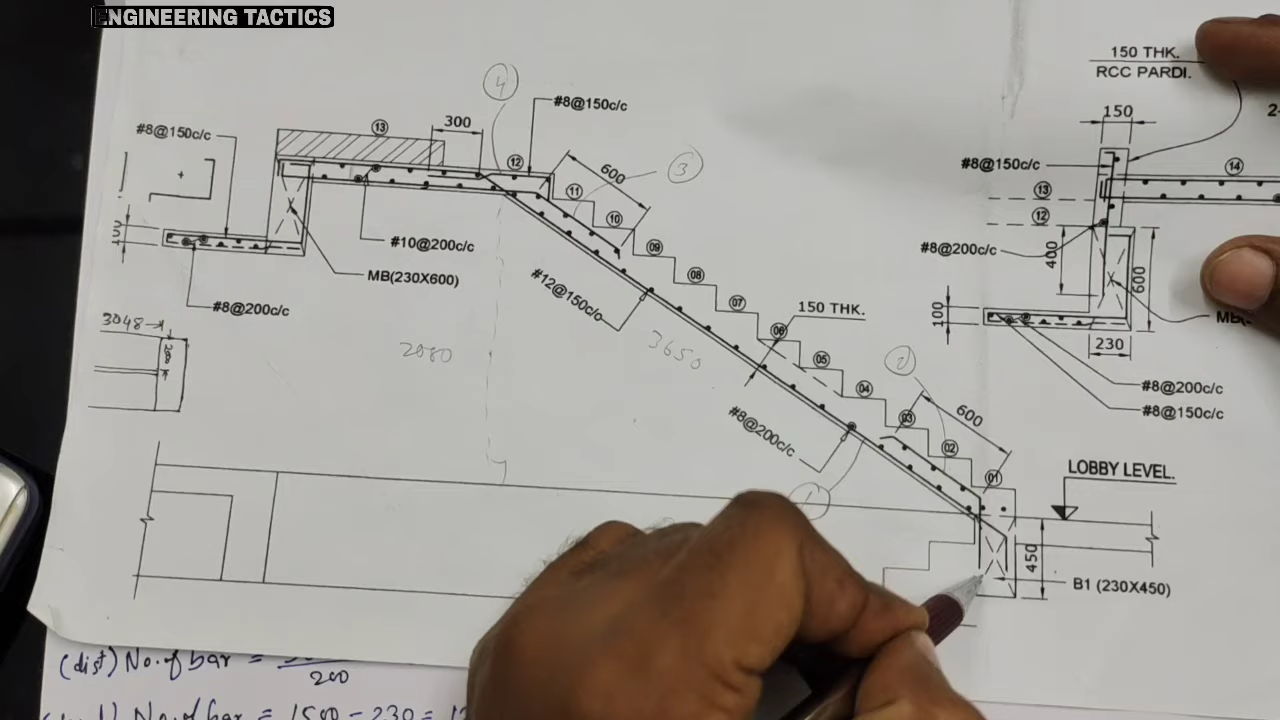 ENGINEERING TACTICS
150 THK.
RCC PARDI.
4
#8@150c/c
150
13
300
12
#8@150c/c
600
3
#8@150c/c
14
11
13
10
12
#10@200c/c
09
#8@200c/c
400
600
MB(230X600)
#12@150c/c
08
#8@200c/c
07
150 THK.
100
3048
200
2080
3650
06
230
05
2
#8@200c/c
04
#8@150c/c
03
600
#8@200c/c
02
01
LOBBY LEVEL.
1
450
B1 (230X450)
(dist) No. of bar =
200
No. of bar = 1500 - 230 =